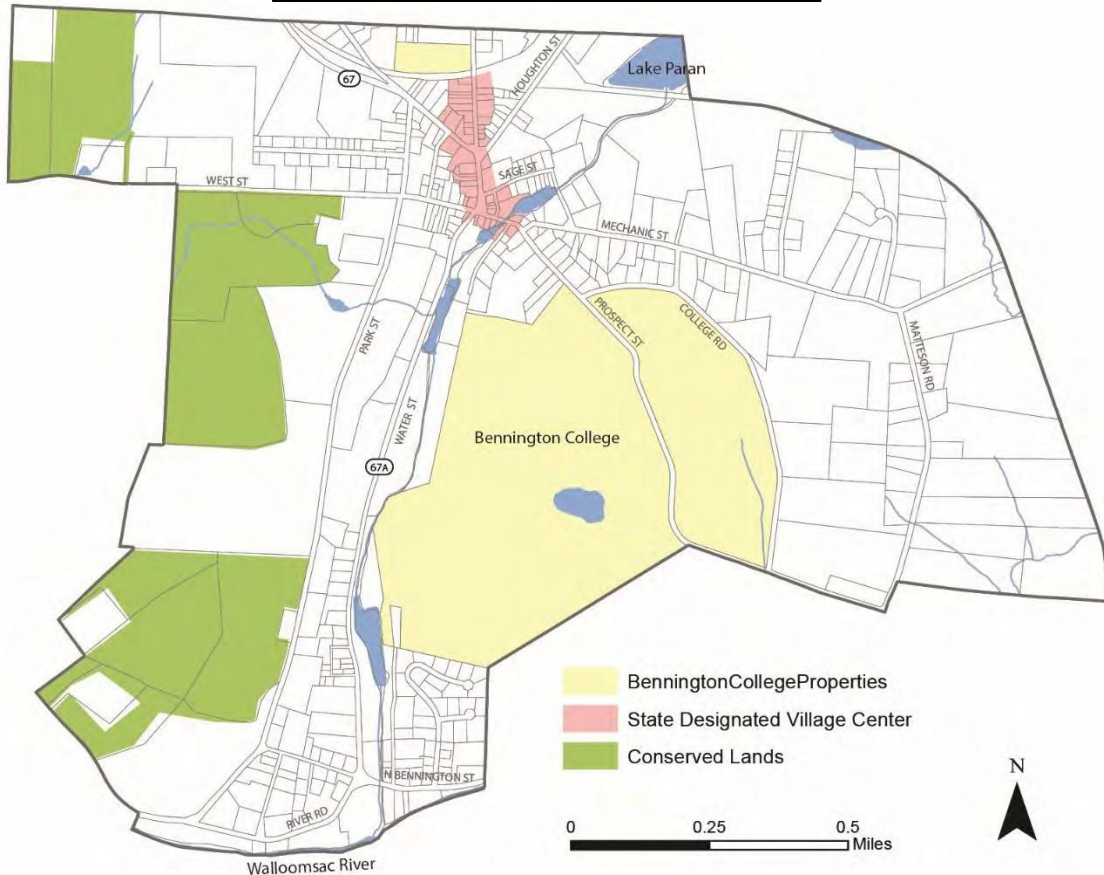 67
HOUGHTON ST
Lake Paran
SAGE ST
WEST ST
MECHANIC ST
PROSPECT ST
COLLEGE RD
PARK ST
MATTESON RD
WATER ST
Bennington College
67A
BenningtonCollegeProperties
State Designated Village Center
Conserved Lands
N BENNINGTON ST
N
RIVER RD
0 0.25 0.5
Miles
Walloomsac River